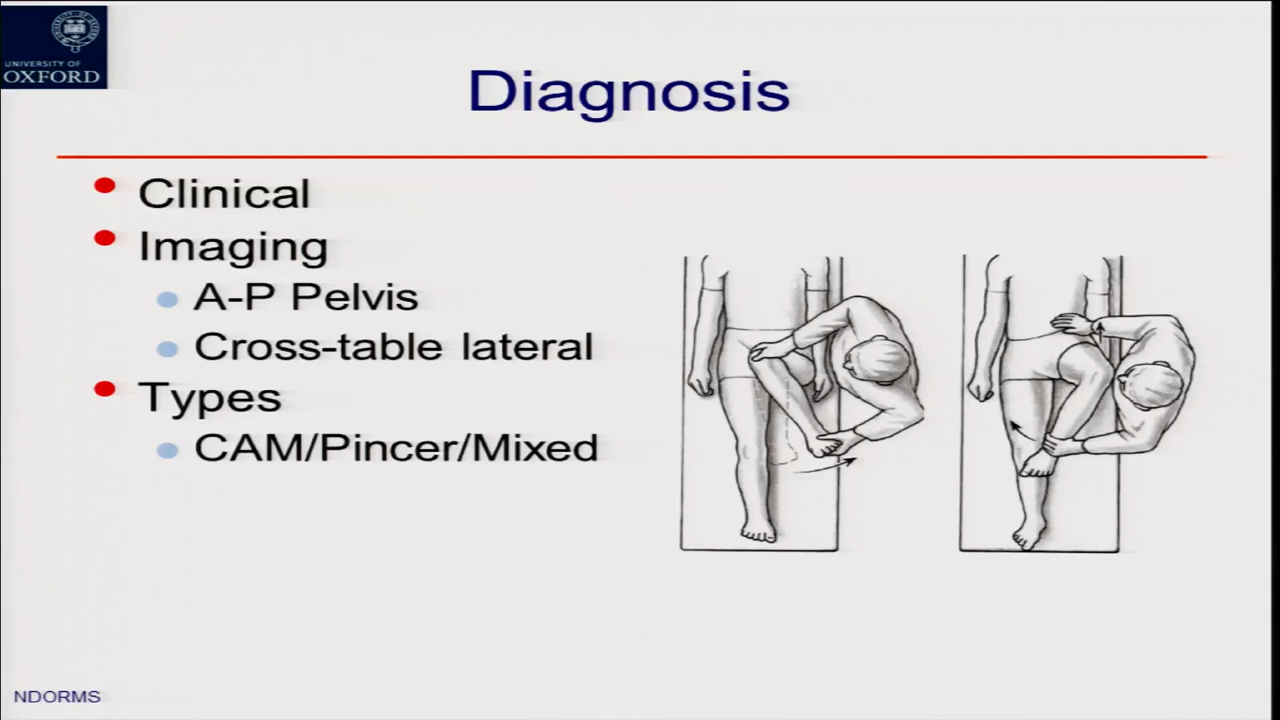 UNIVERSITY OF
OXFORD
Diagnosis
Clinical
Imaging
A-P Pelvis
Cross-table lateral
Types
CAM/Pincer/Mixed
NDORMS